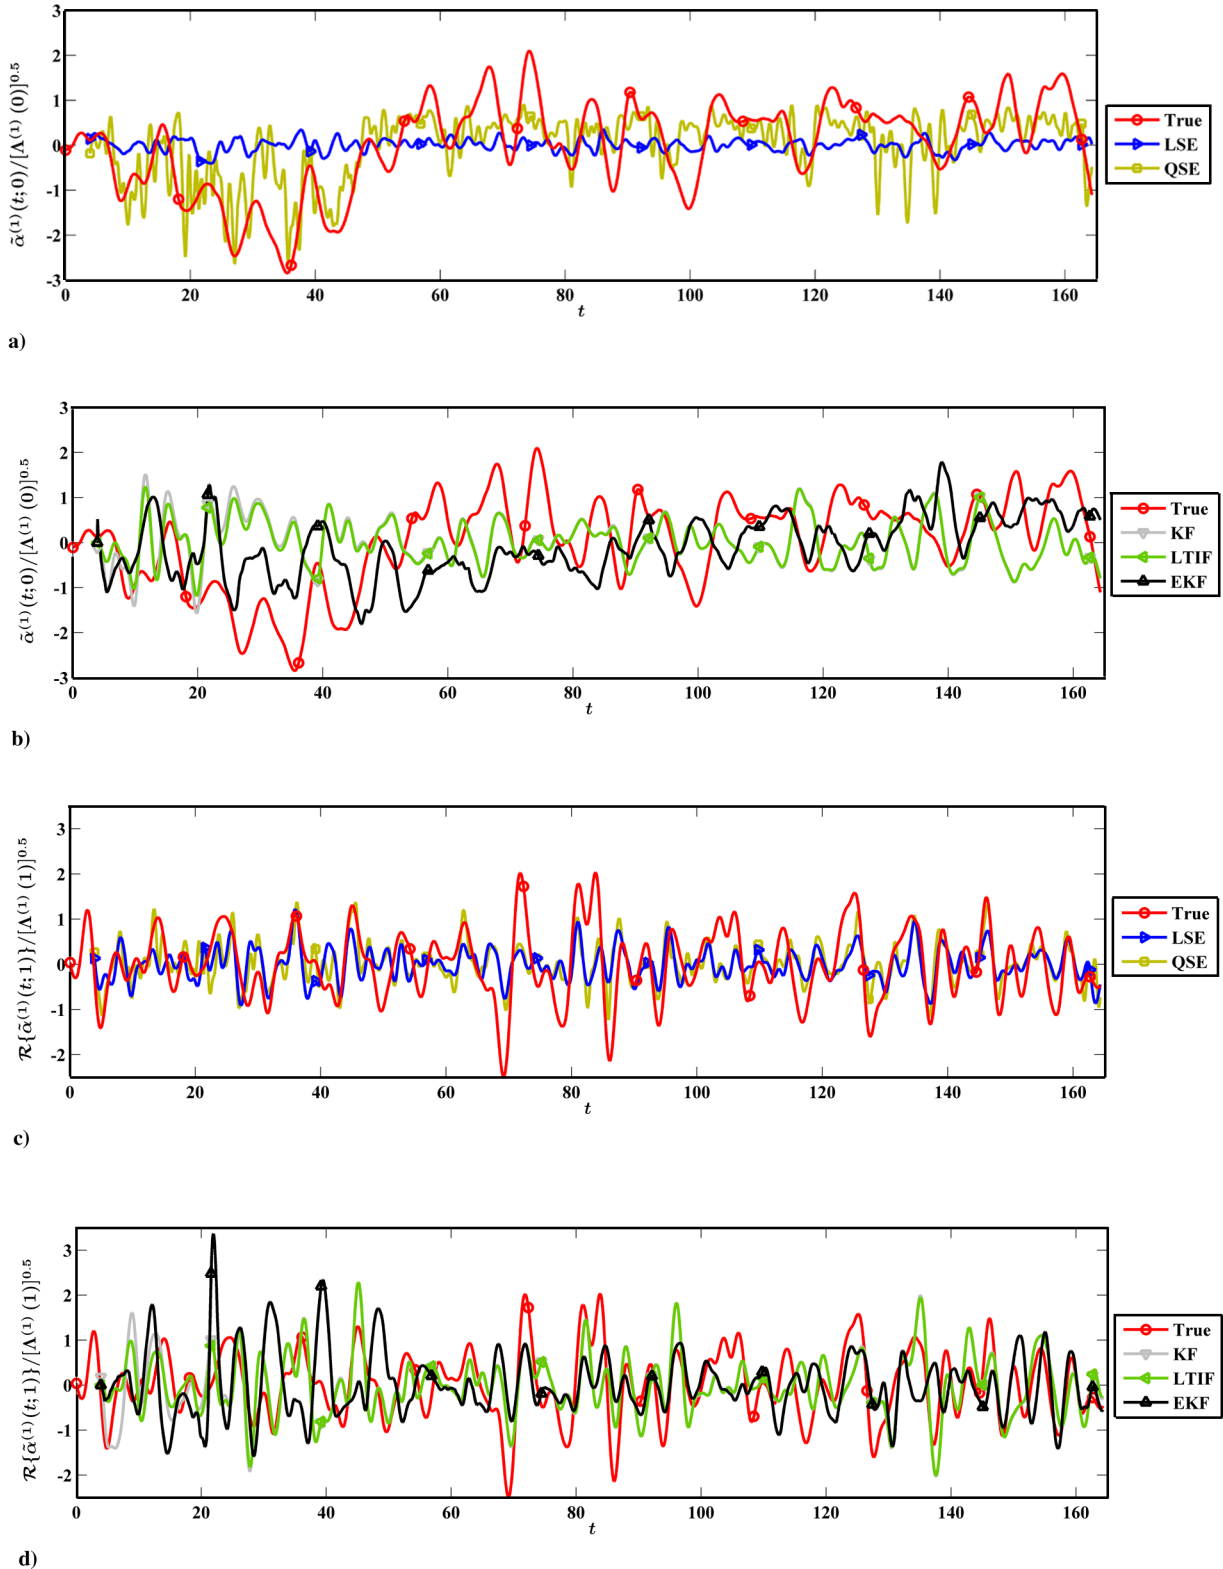 3
2
1
0
-1
-2
-3
α̃⁽¹⁾(t;0)/[Λ⁽¹⁾(0)]^0.5
0 20 40 60 80 100 120 140 160
t
True
LSE
QSE
a)
3
2
1
0
-1
-2
-3
α̃⁽¹⁾(t;0)/[Λ⁽¹⁾(0)]^0.5
0 20 40 60 80 100 120 140 160
t
True
KF
LTIF
EKF
b)
3
2
1
0
-1
-2
ℛ{α̃⁽¹⁾(t;1)}/[Λ⁽¹⁾(1)]^0.5
0 20 40 60 80 100 120 140 160
t
True
LSE
QSE
c)
3
2
1
0
-1
-2
ℛ{α̃⁽¹⁾(t;1)}/[Λ⁽¹⁾(1)]^0.5
0 20 40 60 80 100 120 140 160
t
True
KF
LTIF
EKF
d)